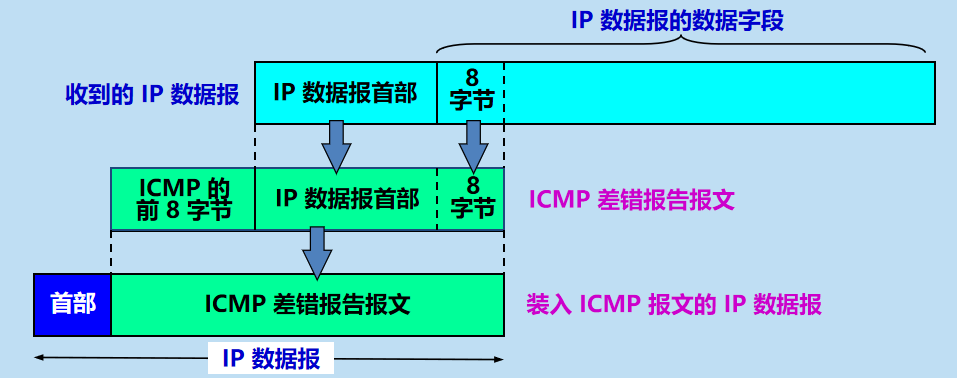 IP 数据报的数据字段
收到的 IP 数据报
IP 数据报首部
8
字节
ICMP 的
前 8 字节
IP 数据报首部
8
字节
ICMP 差错报告报文
首部
ICMP 差错报告报文
装入 ICMP 报文的 IP 数据报
IP 数据报